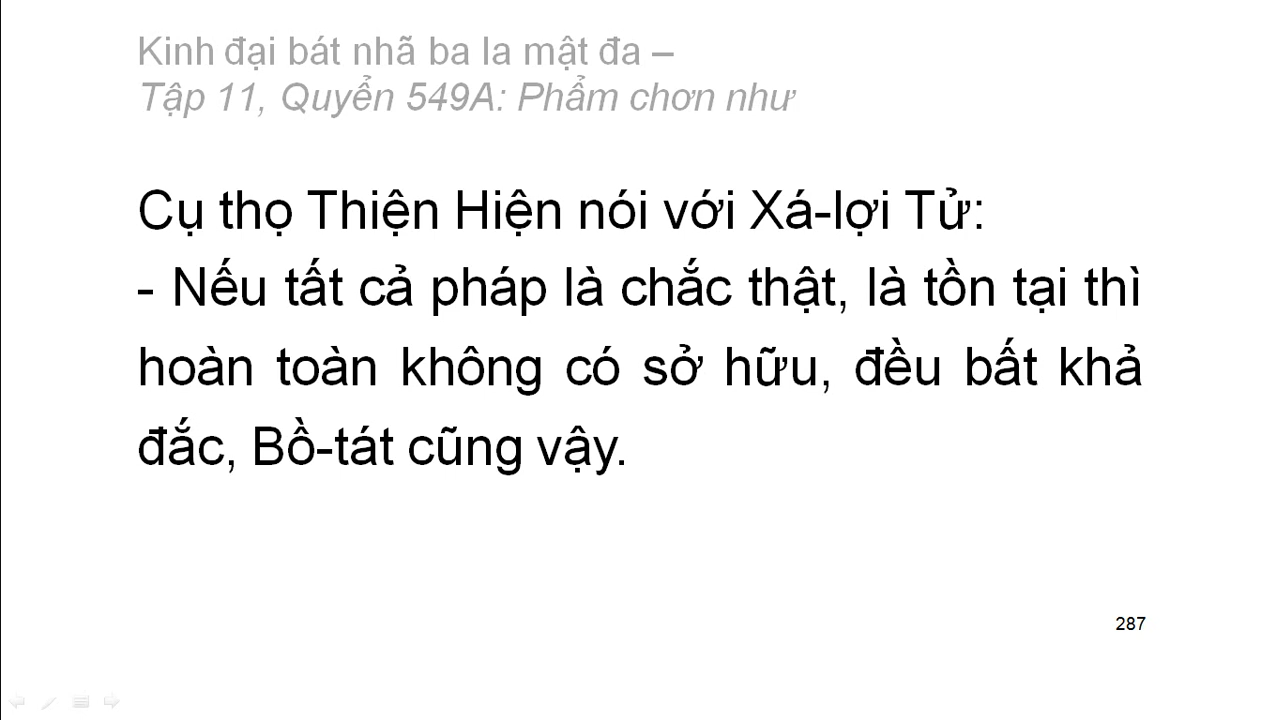 Kinh đại bát nhã ba la mật đa –
Tập 11, Quyển 549A: Phẩm chơn như
Cụ thọ Thiện Hiện nói với Xá-lợi Tử:
- Nếu tất cả pháp là chắc thật, là tồn tại thì
hoàn toàn không có sở hữu, đều bất khả
đắc, Bồ-tát cũng vậy.
287